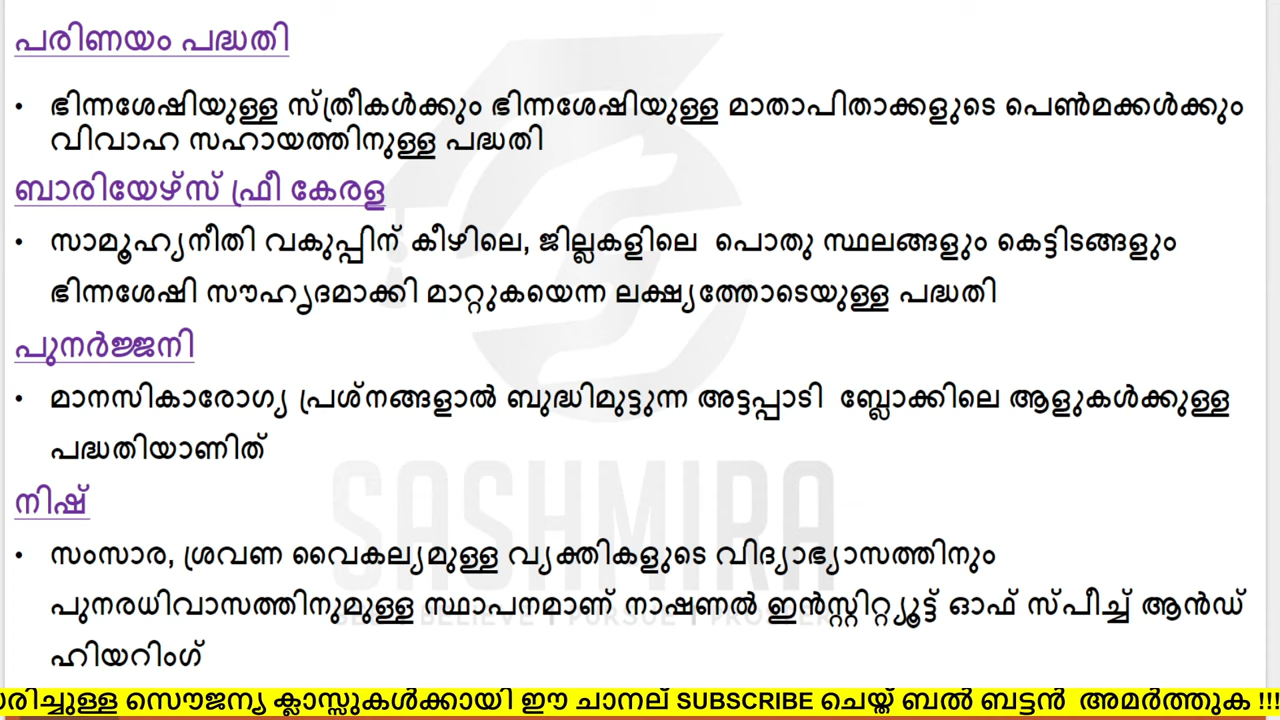 പരിണയം പദ്ധതി
• ഭിന്നശേഷിയുള്ള സ്ത്രീകൾക്കും ഭിന്നശേഷിയുള്ള മാതാപിതാക്കളുടെ പെൺമക്കൾക്കും
വിവാഹ സഹായത്തിനുള്ള പദ്ധതി
ബാരിയേഴ്സ് ഫ്രീ കേരള
• സാമൂഹ്യനീതി വകുപ്പിന് കീഴിലെ, ജില്ലകളിലെ പൊതു സ്ഥലങ്ങളും കെട്ടിടങ്ങളും
ഭിന്നശേഷി സൗഹൃദമാക്കി മാറ്റുകയെന്ന ലക്ഷ്യത്തോടെയുള്ള പദ്ധതി
പുനർജ്ജനി
• മാനസികാരോഗ്യ പ്രശ്നങ്ങളാൽ ബുദ്ധിമുട്ടുന്ന അട്ടപ്പാടി ബ്ലോക്കിലെ ആളുകൾക്കുള്ള
പദ്ധതിയാണിത്
നിഷ്
• സംസാര, ശ്രവണ വൈകല്യമുള്ള വ്യക്തികളുടെ വിദ്യാഭ്യാസത്തിനും
പുനരധിവാസത്തിനുമുള്ള സ്ഥാപനമാണ് നാഷണൽ ഇൻസ്റ്റിറ്റ്യൂട്ട് ഓഫ് സ്പീച്ച് ആൻഡ്
ഹിയറിംഗ്
SASHMIRA
സൌജന്യ ക്ലാസ്സുകൾക്കായി ഈ ചാനല് SUBSCRIBE ചെയ്ത് ബൽ ബട്ടൻ അമർത്തുക !!!